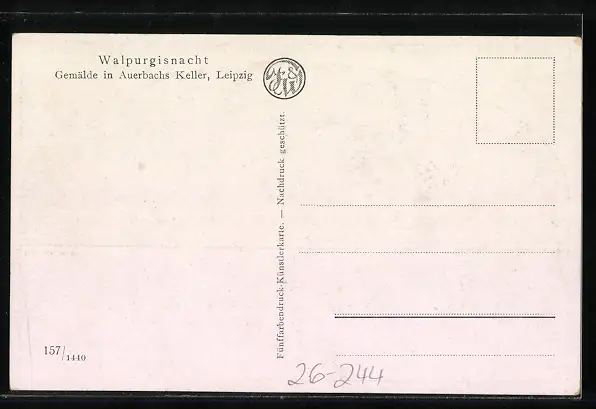 Walpurgisnacht
Gemälde in Auerbachs Keller, Leipzig
Fünffarbendruck-Künstlerkarte. — Nachdruck geschützt.
157/1440
26-244